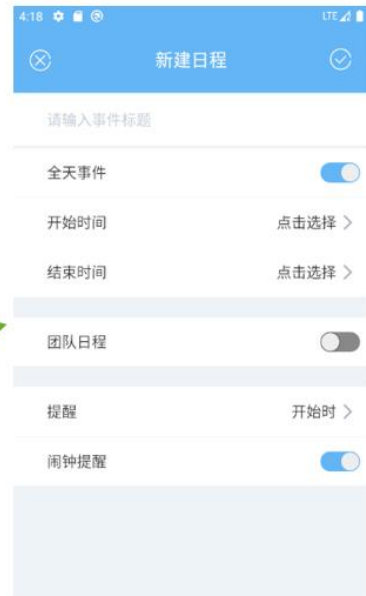 4:18 LTE
新建日程
请输入事件标题
全天事件
开始时间 点击选择
结束时间 点击选择
团队日程
提醒 开始时
闹钟提醒